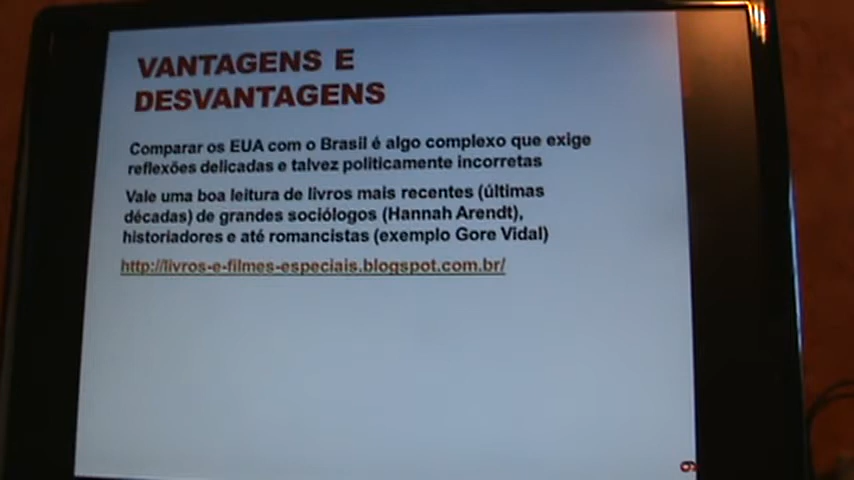 VANTAGENS E
DESVANTAGENS
Comparar os EUA com o Brasil é algo complexo que exige
reflexões delicadas e talvez politicamente incorretas
Vale uma boa leitura de livros mais recentes (últimas
décadas) de grandes sociólogos (Hannah Arendt),
historiadores e até romancistas (exemplo Gore Vidal)
http://livros-e-filmes-especiais.blogspot.com.br/